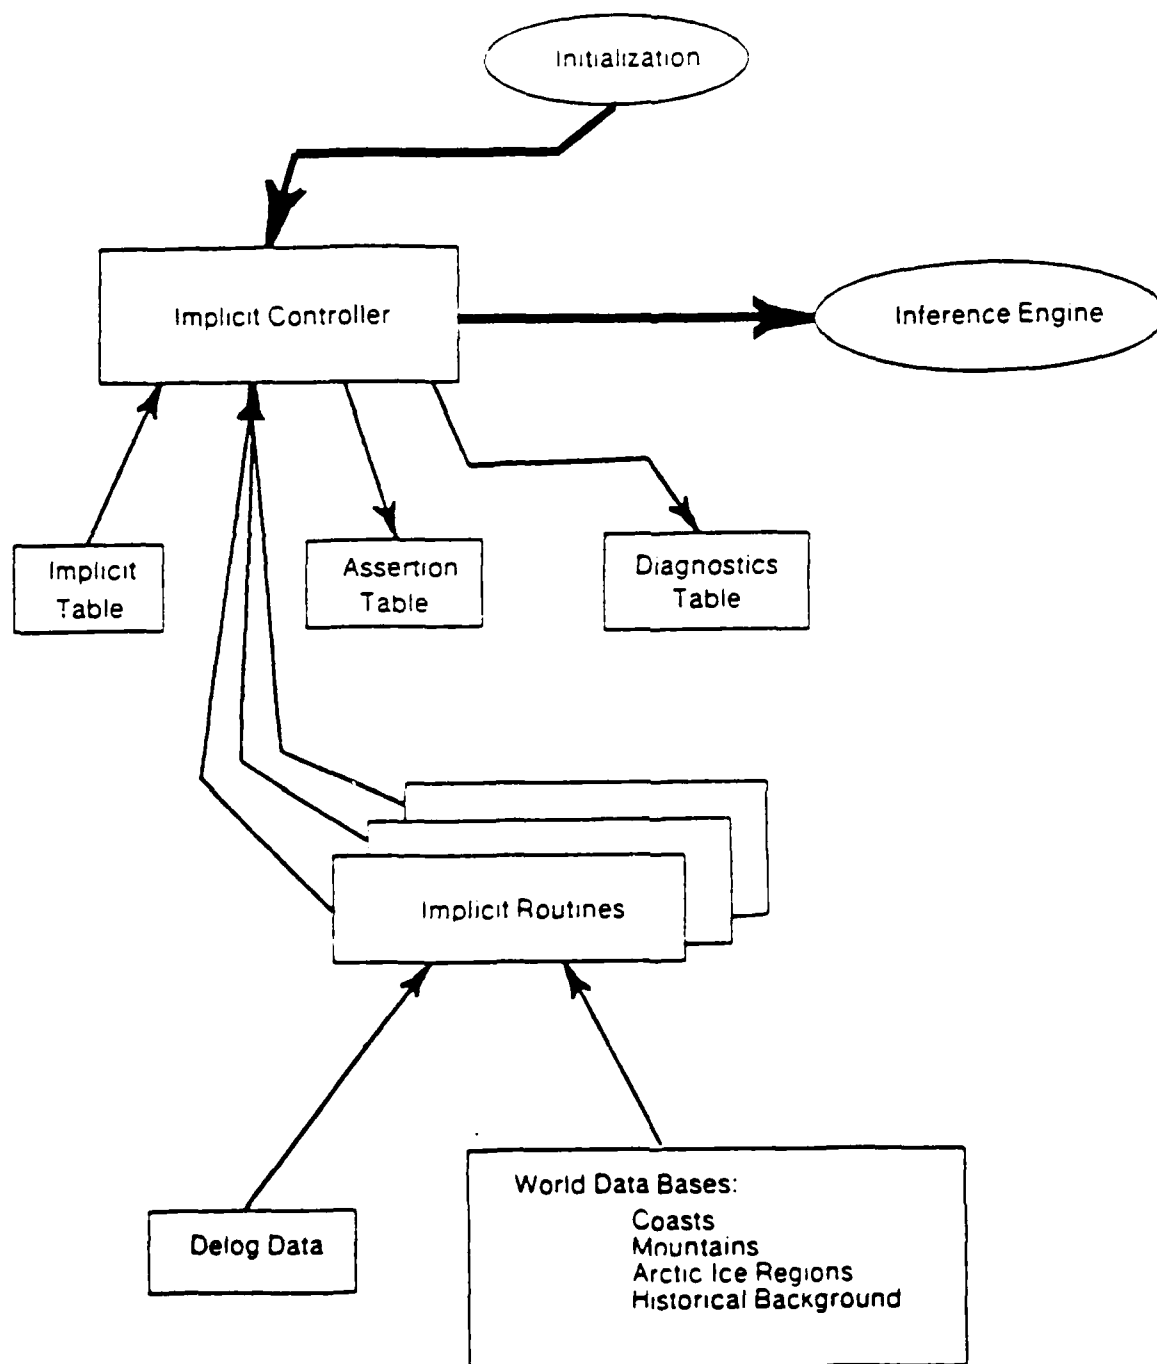 Initialization
Implicit Controller
Inference Engine
Implicit
Table
Assertion
Table
Diagnostics
Table
Implicit Routines
Delog Data
World Data Bases:
Coasts
Mountains
Arctic Ice Regions
Historical Background